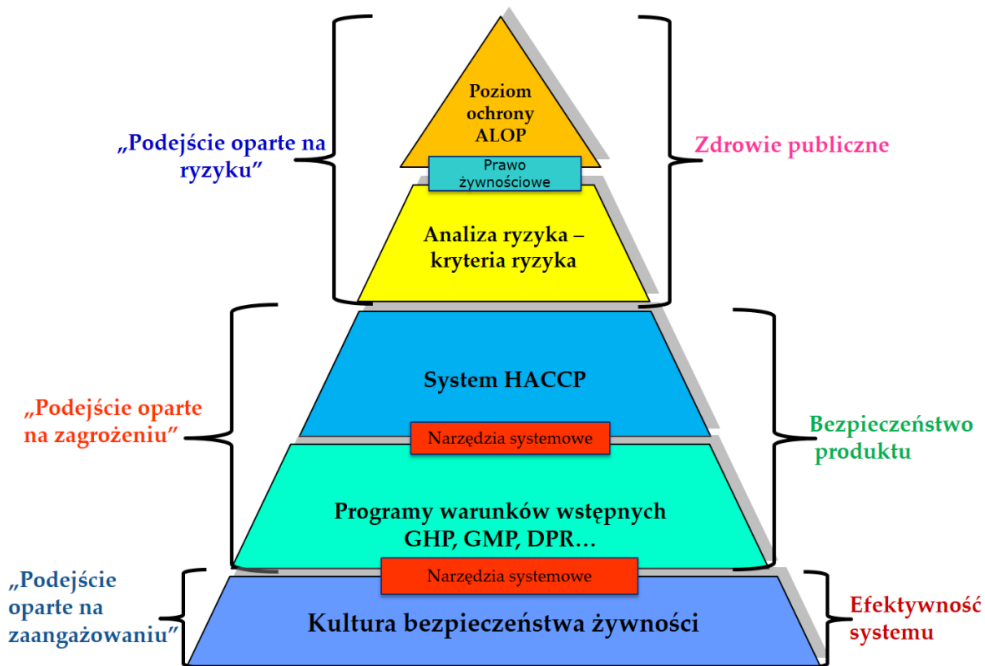 Poziom
ochrony
ALOP
„Podejście oparte na
ryzyku”
Zdrowie publiczne
Prawo
żywnościowe
Analiza ryzyka –
kryteria ryzyka
System HACCP
„Podejście oparte
na zagrożeniu”
Narzędzia systemowe
Bezpieczeństwo
produktu
Programy warunków wstępnych
GHP, GMP, DPR...
Narzędzia systemowe
„Podejście
oparte na
zaangażowaniu”
Kultura bezpieczeństwa żywności
Efektywność
systemu